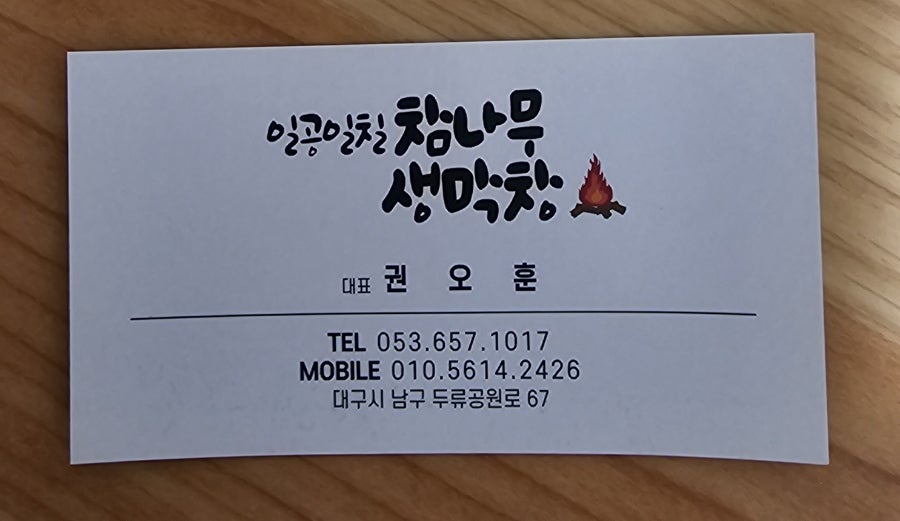 일공일칠 참나무
생막창
대표 권 오 훈
TEL 053.657.1017
MOBILE 010.5614.2426
대구시 남구 두류공원로 67